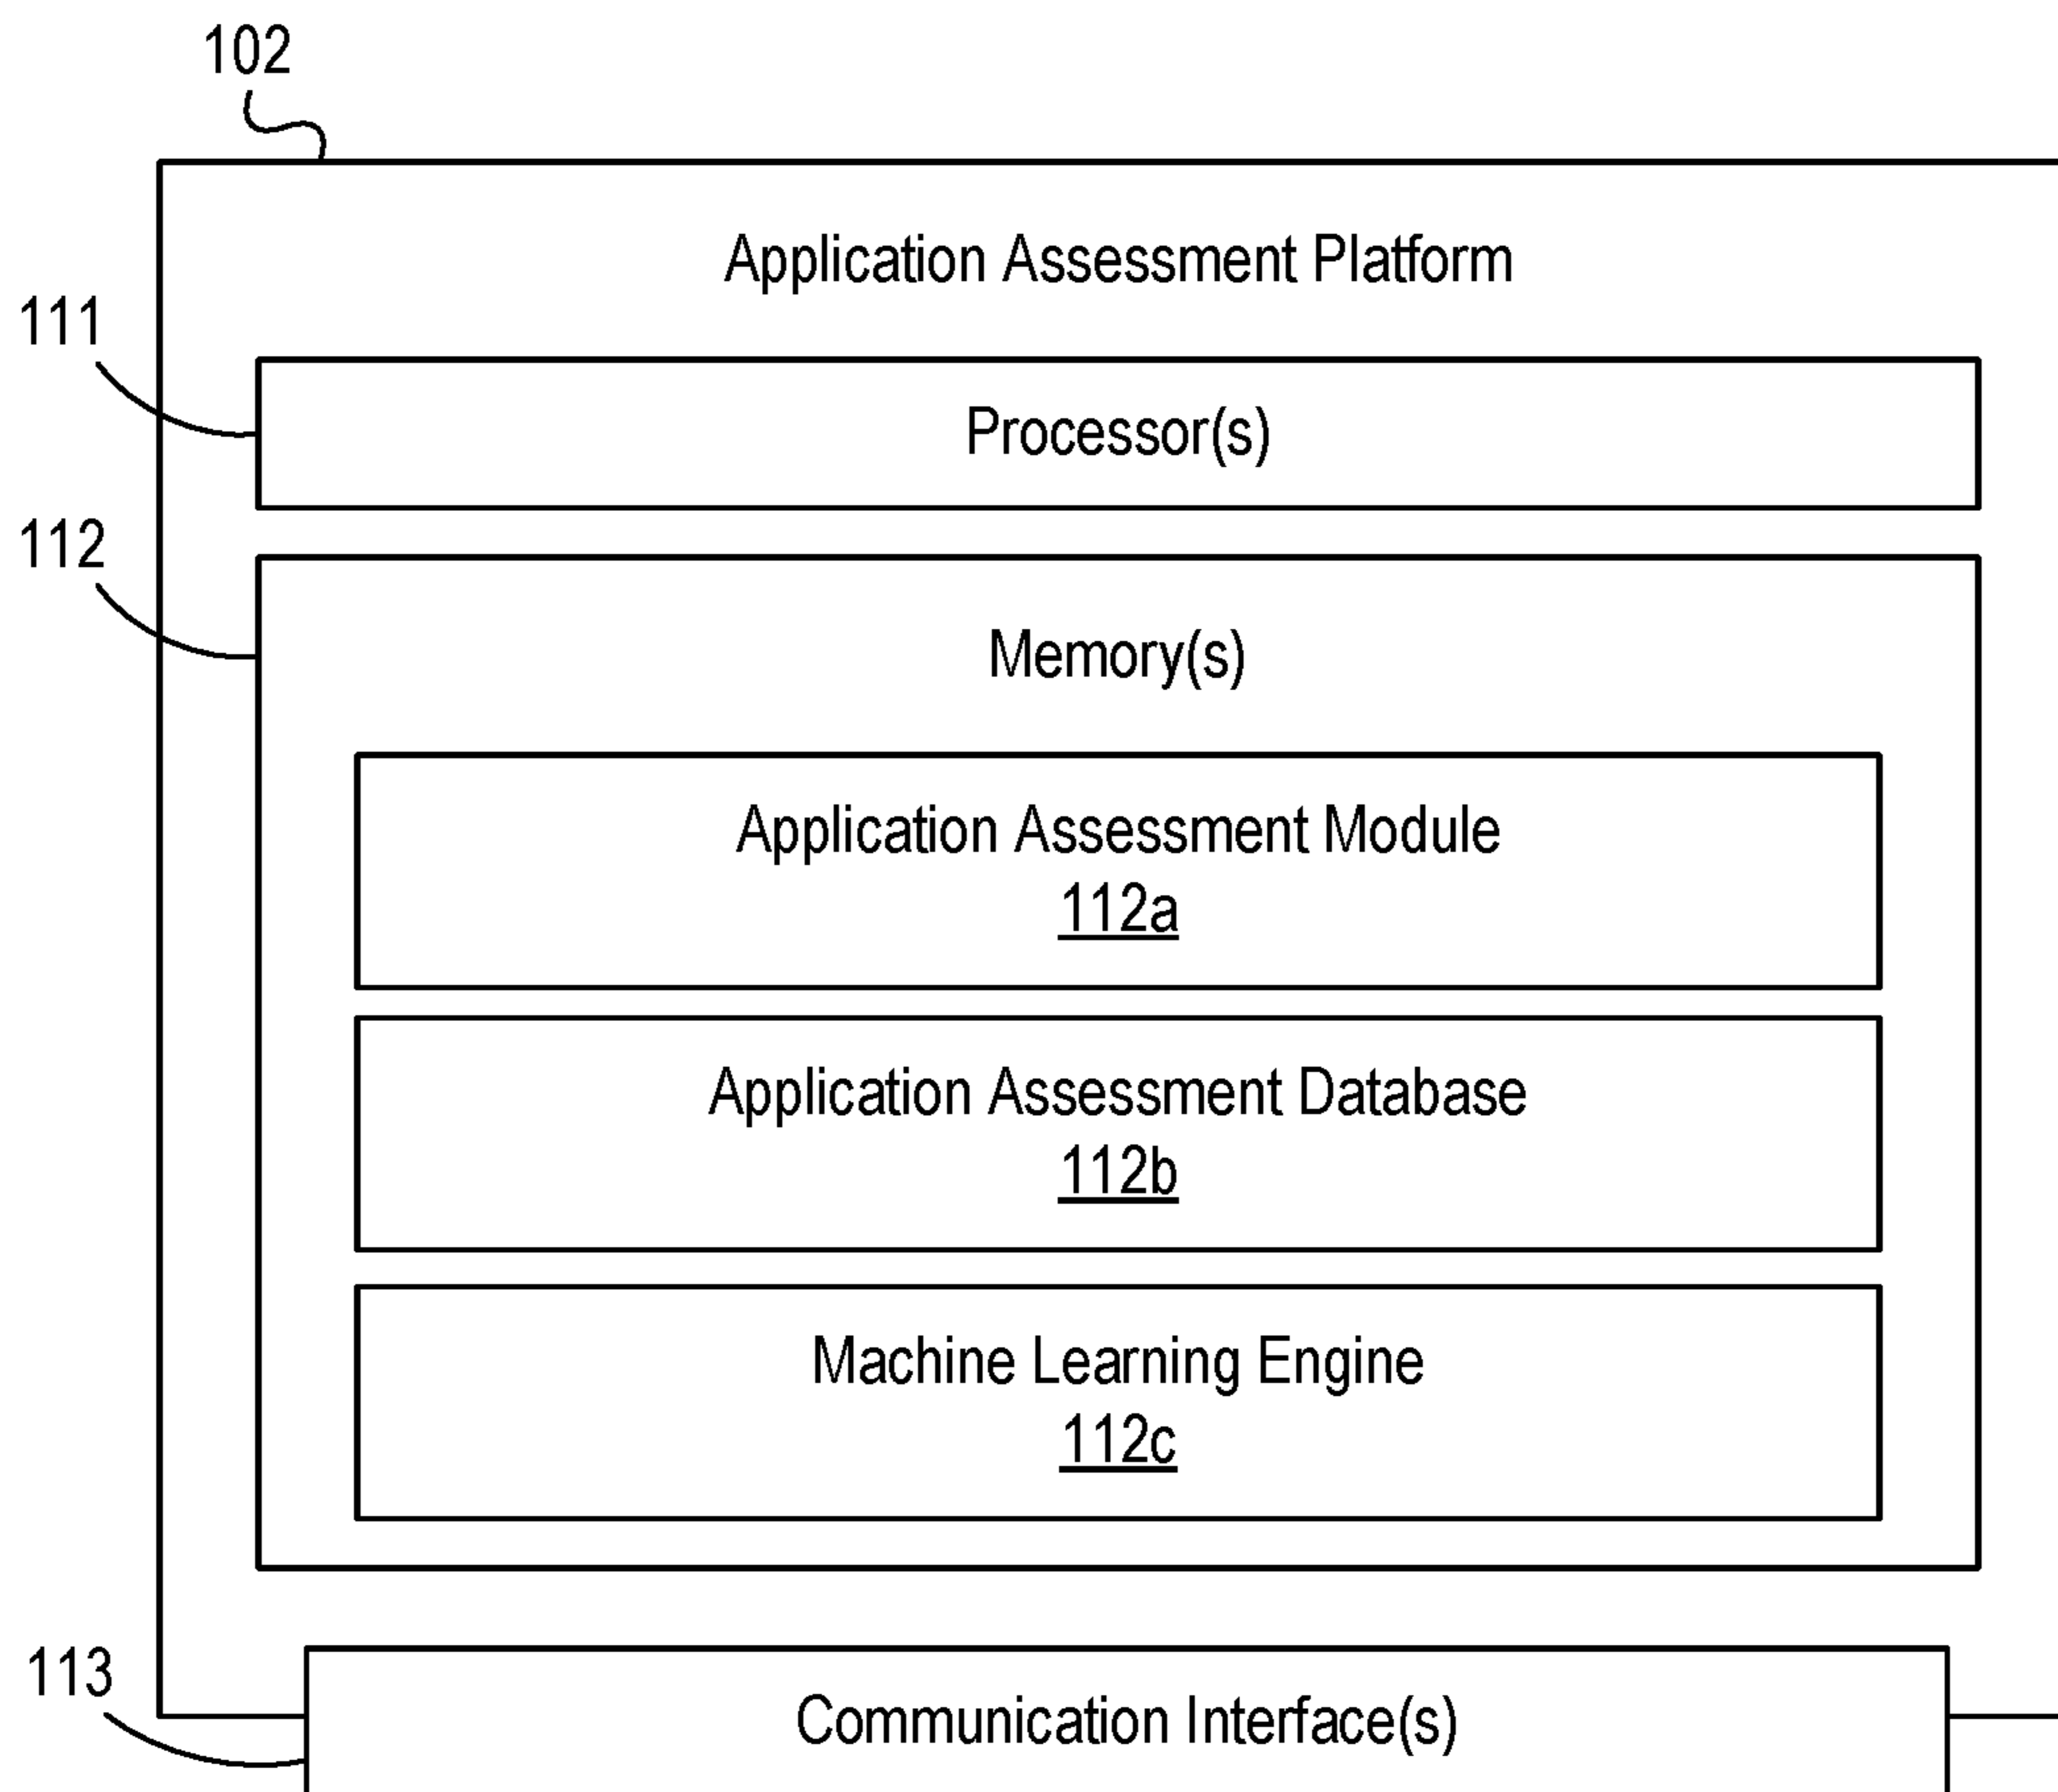 102
Application Assessment Platform
111
Processor(s)
112
Memory(s)
Application Assessment Module
112a
Application Assessment Database
112b
Machine Learning Engine
112c
113
Communication Interface(s)